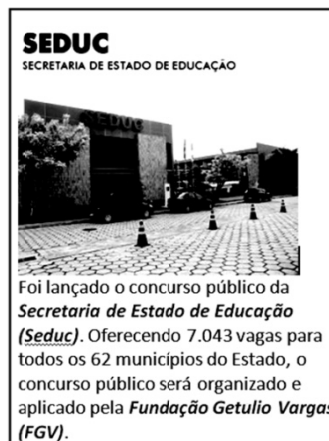 SEDUC
SECRETARIA DE ESTADO DE EDUCAÇÃO
SEDUC
Foi lançado o concurso público da
Secretaria de Estado de Educação
(Seduc). Oferecendo 7.043 vagas para
todos os 62 municípios do Estado, o
concurso público será organizado e
aplicado pela Fundação Getulio Vargas
(FGV).